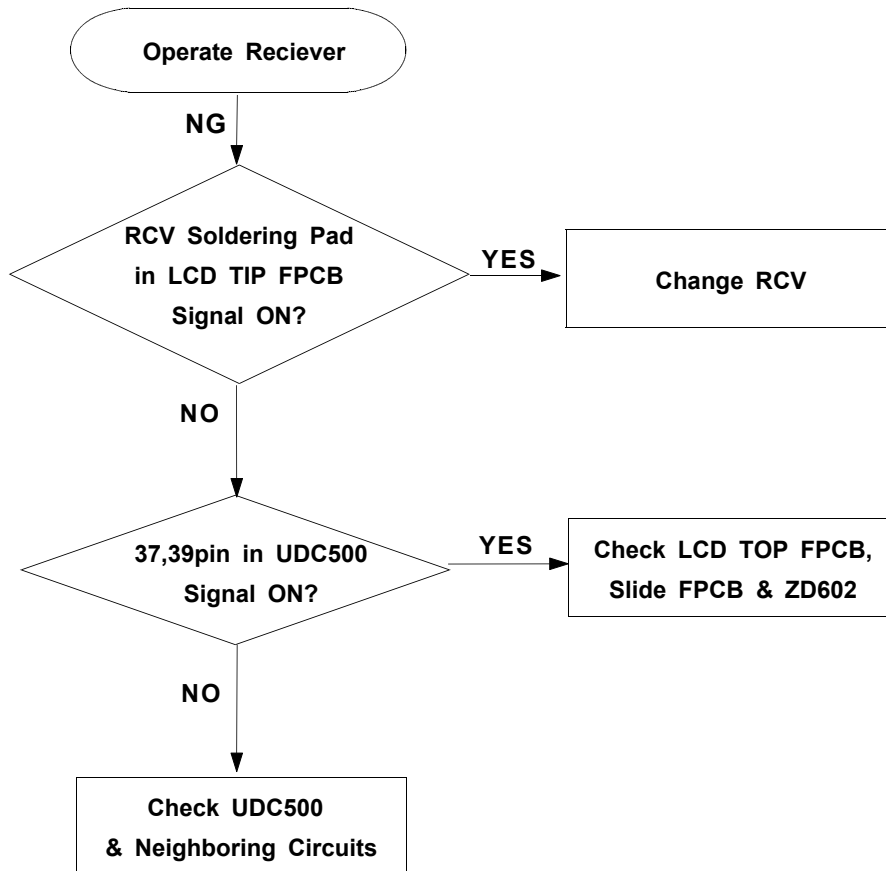 Operate Reciever
NG
RCV Soldering Pad
in LCD TIP FPCB
Signal ON?
YES
Change RCV
NO
37,39pin in UDC500
Signal ON?
YES
Check LCD TOP FPCB,
Slide FPCB & ZD602
NO
Check UDC500
& Neighboring Circuits